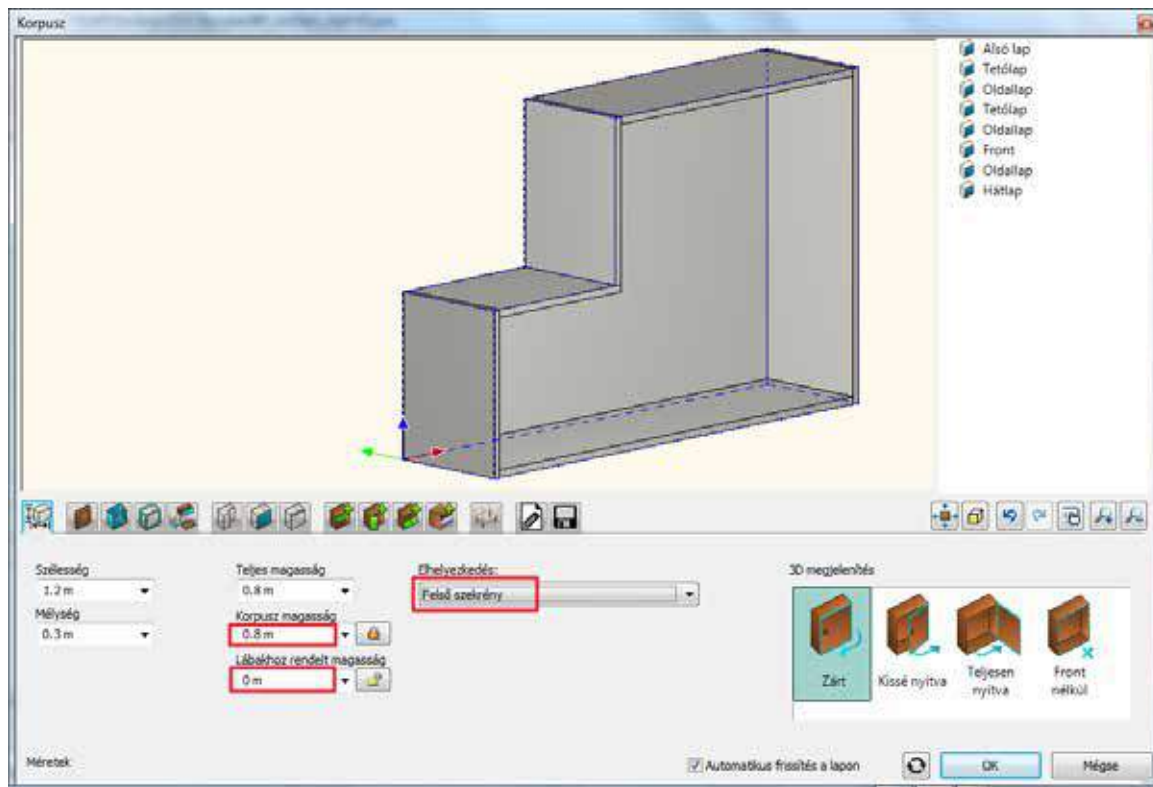 Korpusz
Alsó lap
Tetőlap
Oldallap
Tetőlap
Oldallap
Front
Oldallap
Hátlap
Szélesség
1.2 m
Mélység
0.3 m
Teljes magasság
0.8 m
Korpusz magasság
0.8 m
Lábakhoz rendelt magasság
0 m
Elhelyezkedés:
Felső szekrény
3D megjelenítés
Zárt
Kissé nyitva
Teljesen
nyitva
Front
nélkül
Méretek
Automatikus frissítés a lapon
OK
Mégse